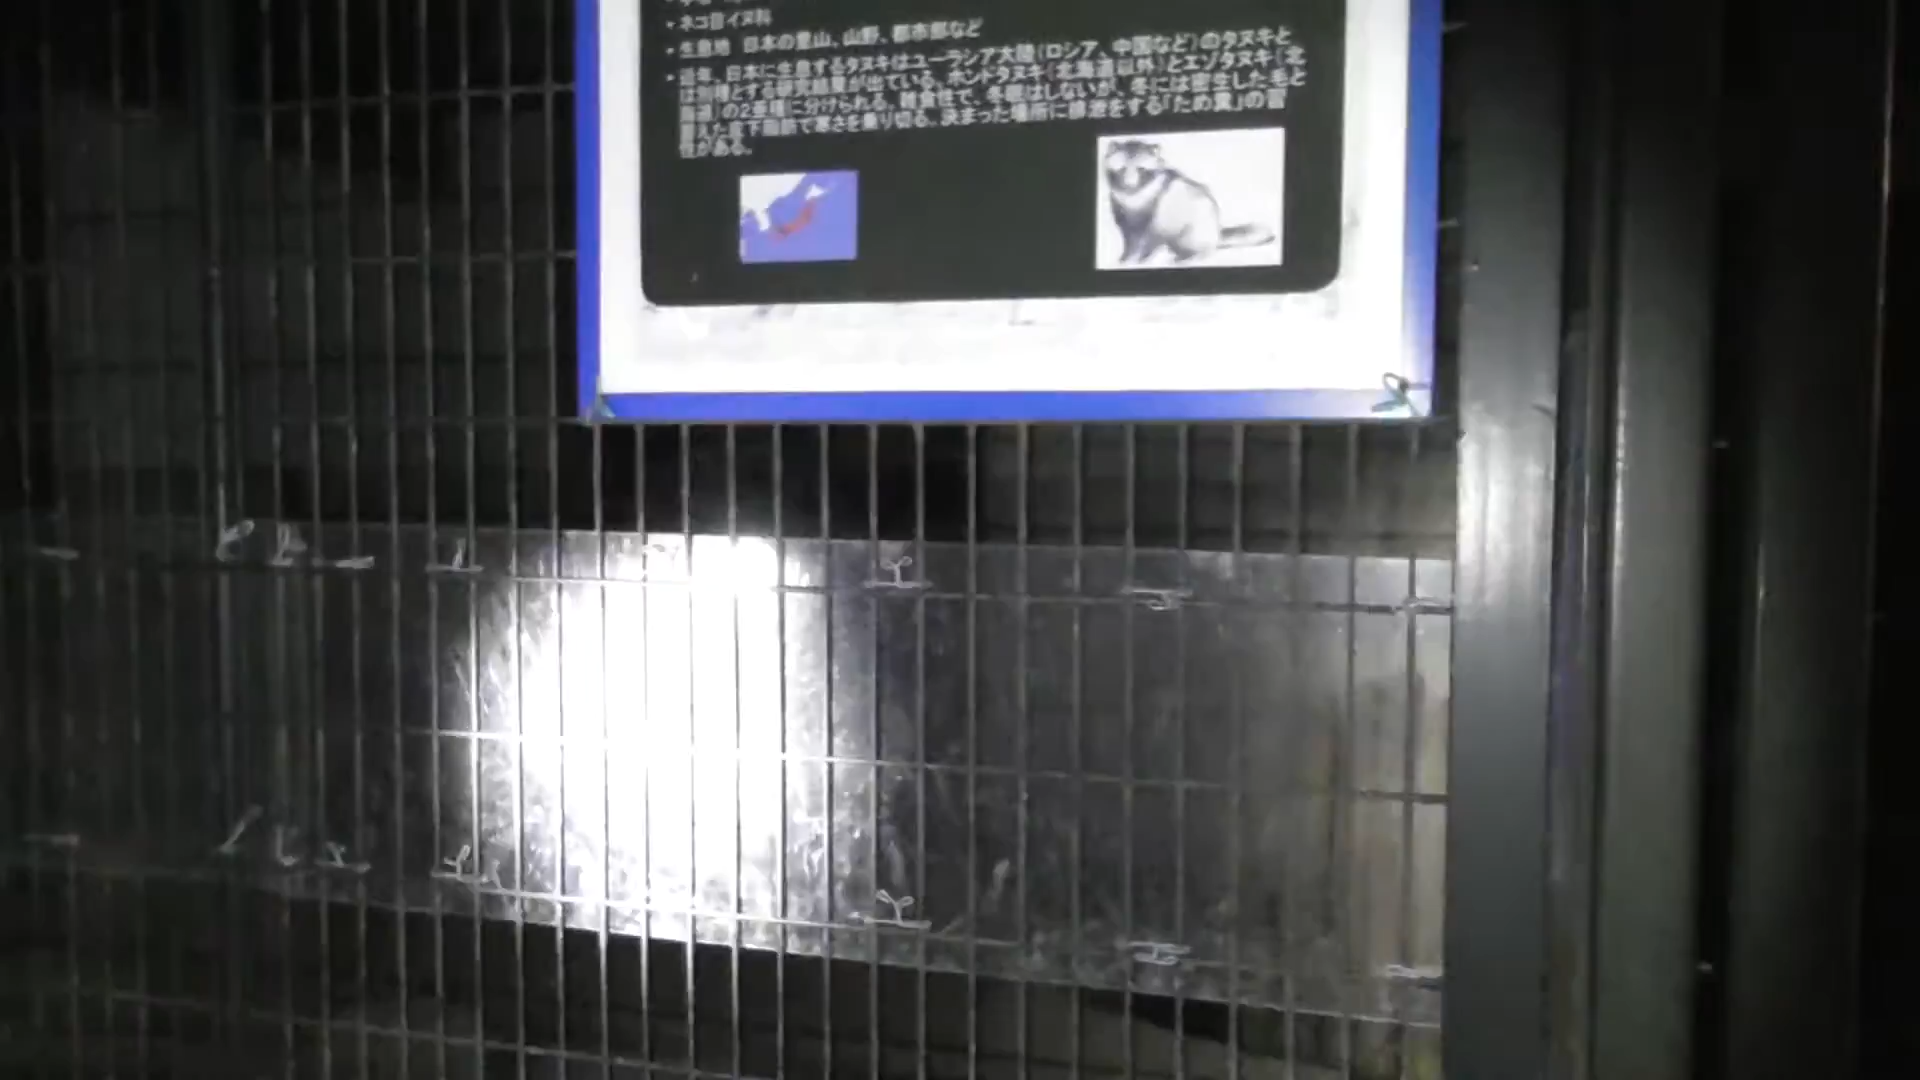 ・ネコ目イヌ科
・生息地 日本の里山、山野、都市部など
・近年、日本に生息するタヌキはユーラシア大陸(ロシア、中国など)のタヌキと
は別種とする研究結果が出ている。ホンドタヌキ(北海道以外)とエゾタヌキ(北
海道)の2亜種に分けられる。雑食性で、冬眠はしないが、冬には密生した毛と
蓄えた皮下脂肪で寒さを乗り切る。決まった場所に排泄をする「ため糞」の習
性がある。